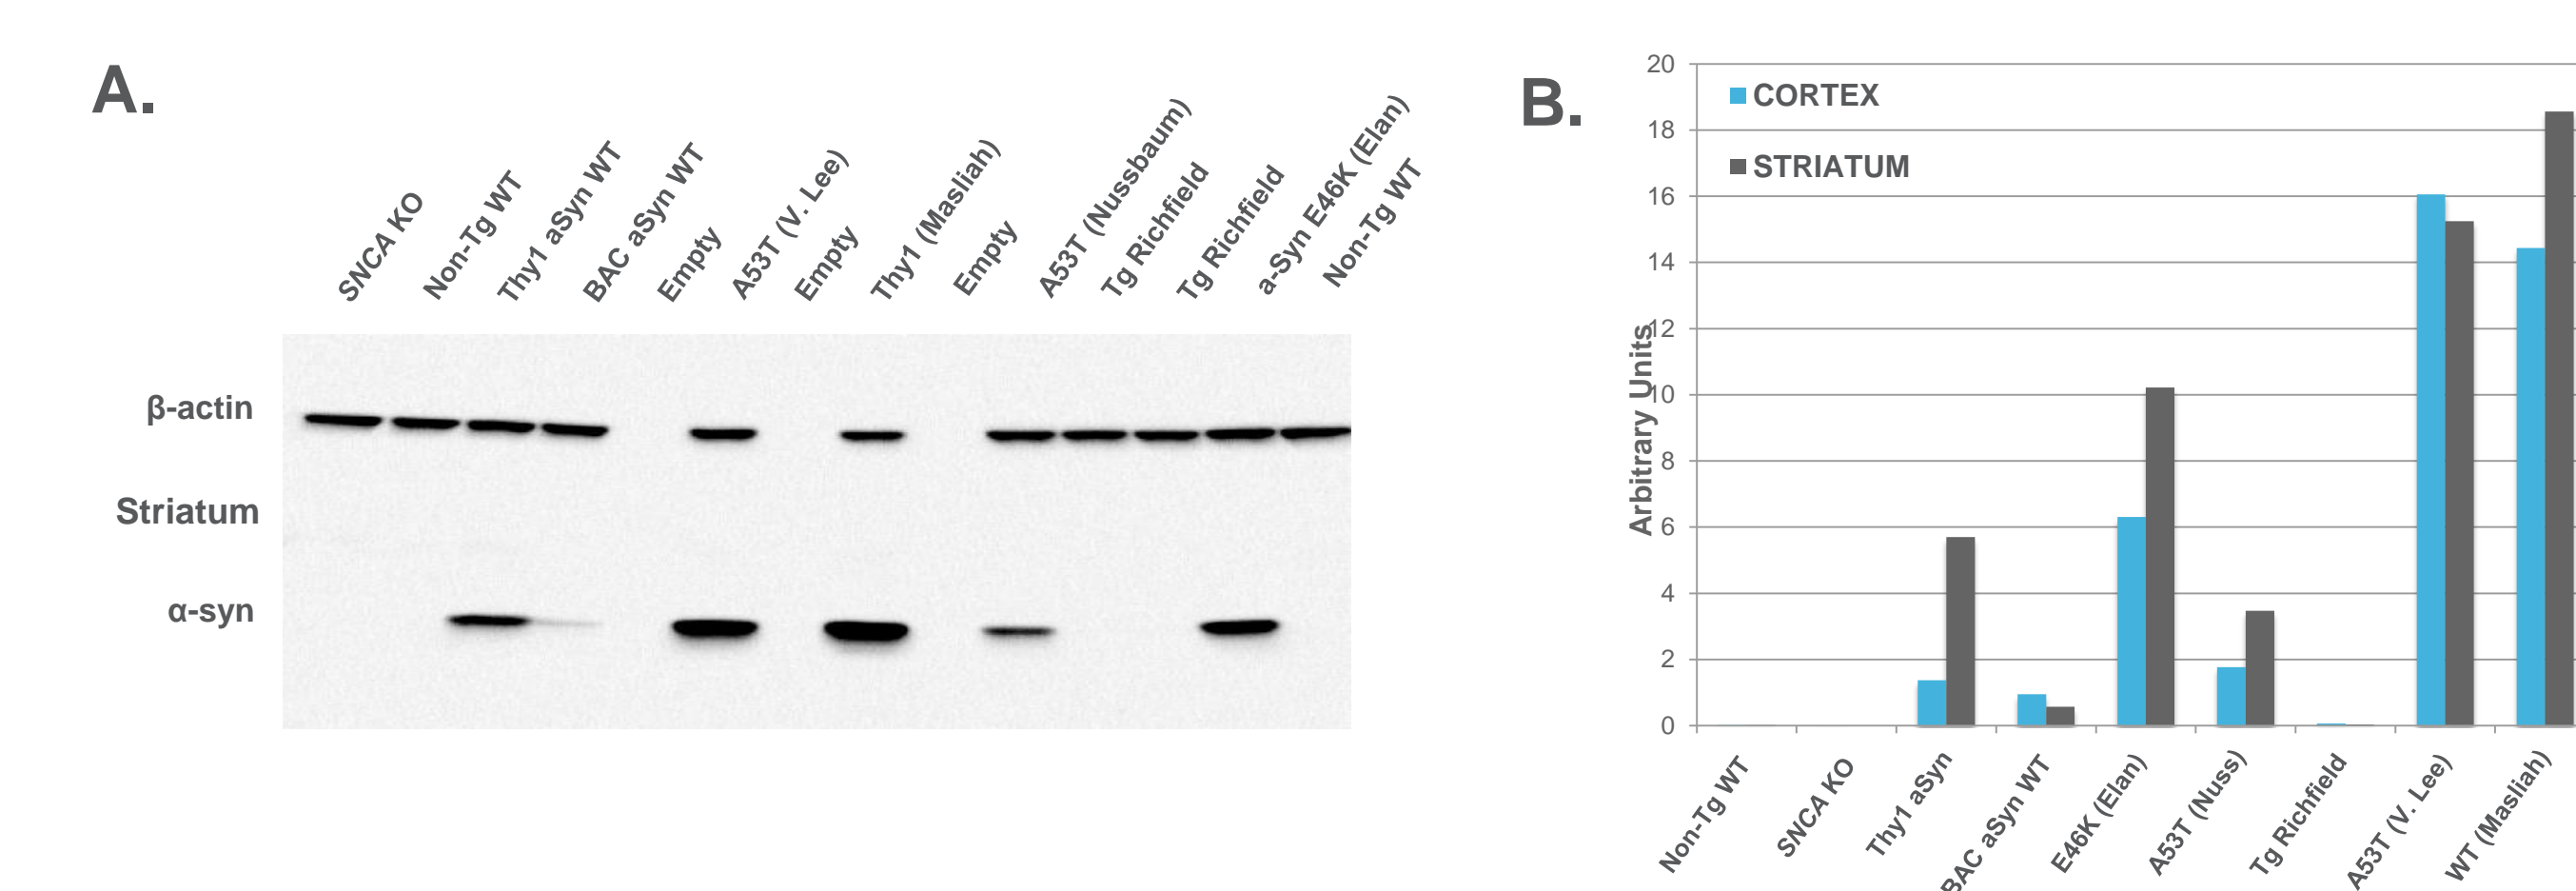 A.
SNCA KO
Non-Tg WT
Thy1 aSyn WT
BAC aSyn WT
Empty
A53T (V. Lee)
Empty
Thy1 (Masliah)
Empty
A53T (Nussbaum)
Tg Richfield
Tg Richfield
a-Syn E46K (Elan)
Non-Tg WT
β-actin
Striatum
α-syn
B.
CORTEX
STRIATUM
Arbitrary Units
20
18
16
14
12
10
8
6
4
2
0
Non-Tg WT
SNCA KO
Thy1 aSyn
BAC aSyn WT
E46K (Elan)
A53T (Nuss)
Tg Richfield
A53T (V. Lee)
WT (Masliah)